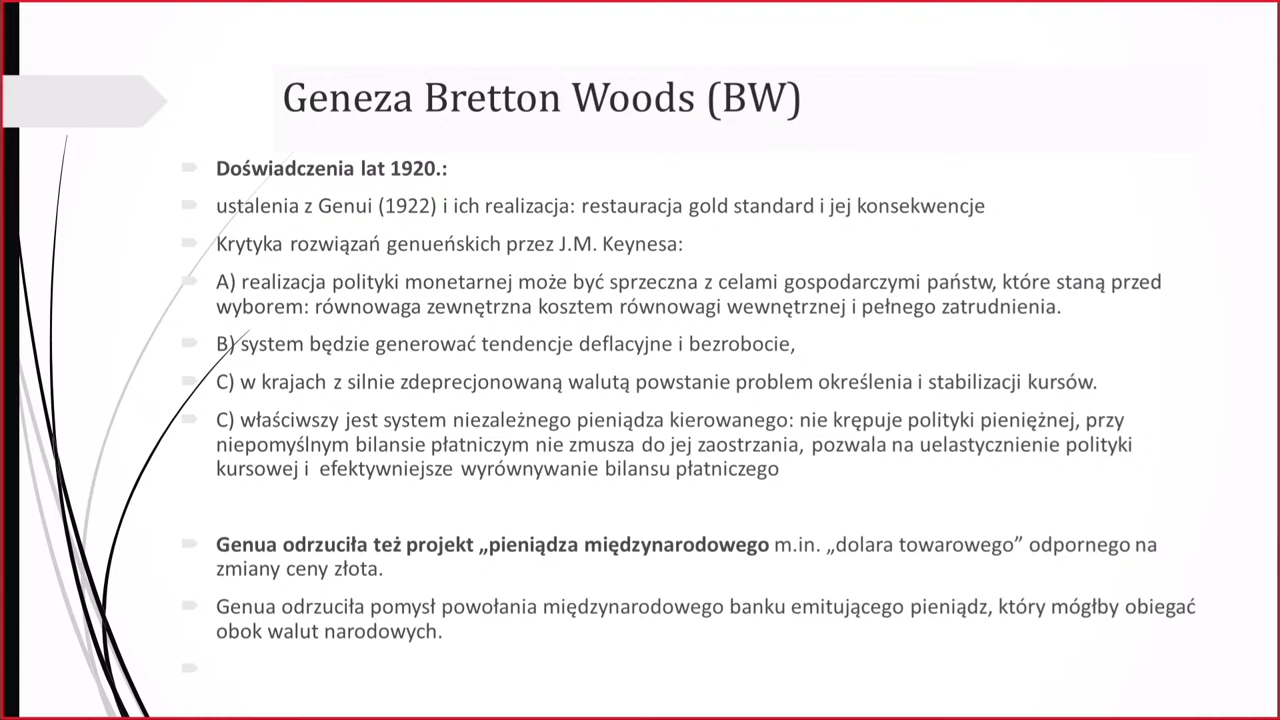 Geneza Bretton Woods (BW)
Doświadczenia lat 1920.:
ustalenia z Genui (1922) i ich realizacja: restauracja gold standard i jej konsekwencje
Krytyka rozwiązań genueńskich przez J.M. Keynesa:
A) realizacja polityki monetarnej może być sprzeczna z celami gospodarczymi państw, które staną przed
wyborem: równowaga zewnętrzna kosztem równowagi wewnętrznej i pełnego zatrudnienia.
B) system będzie generować tendencje deflacyjne i bezrobocie,
C) w krajach z silnie zdeprecjonowaną walutą powstanie problem określenia i stabilizacji kursów.
C) właściwszy jest system niezależnego pieniądza kierowanego: nie krępuje polityki pieniężnej, przy
niepomyślnym bilansie płatniczym nie zmusza do jej zaostrzania, pozwala na uelastycznienie polityki
kursowej i efektywniejsze wyrównywanie bilansu płatniczego
Genua odrzuciła też projekt „pieniądza międzynarodowego m.in. „dolara towarowego” odpornego na
zmiany ceny złota.
Genua odrzuciła pomysł powołania międzynarodowego banku emitującego pieniądz, który mógłby obiegać
obok walut narodowych.